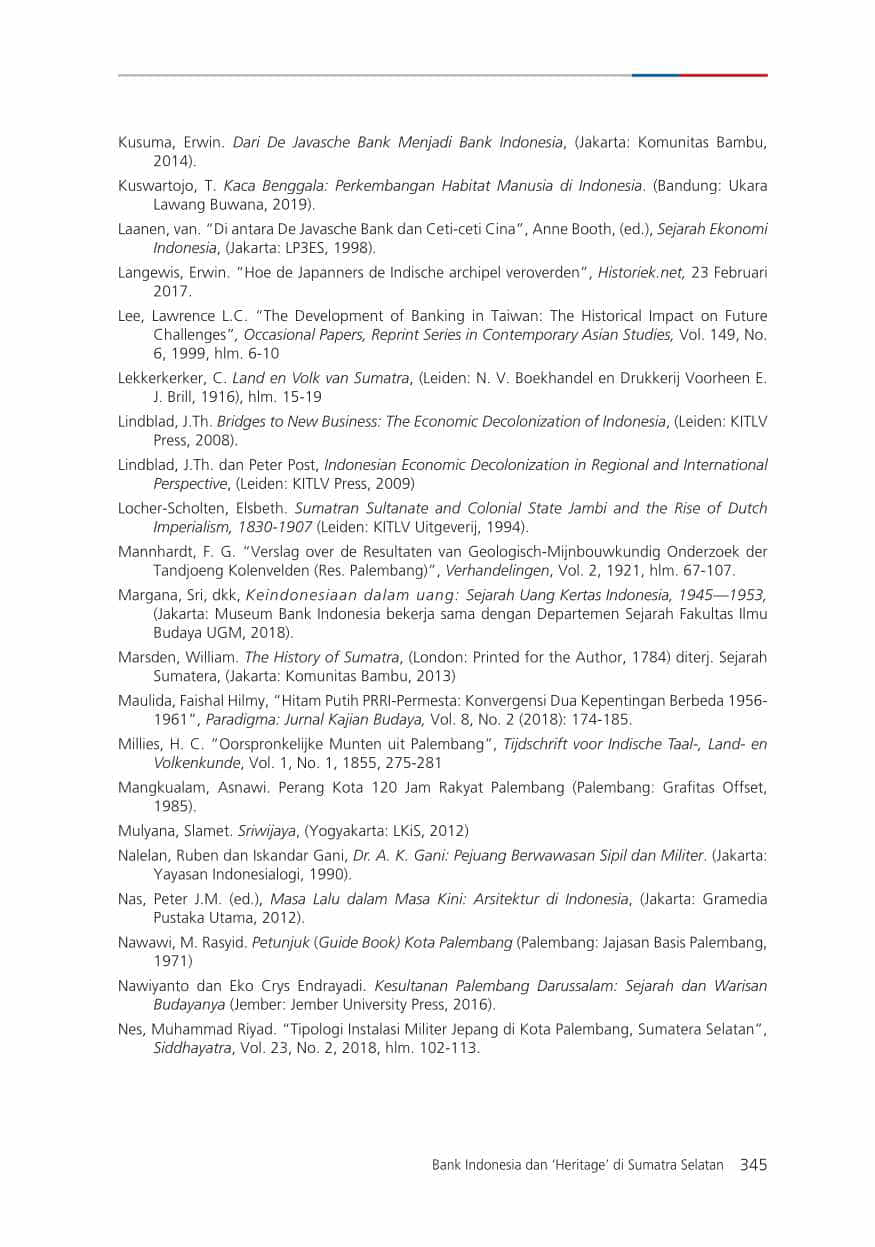 Kusuma, Erwin. Dari De Javasche Bank Menjadi Bank Indonesia, (Jakarta: Komunitas Bambu,
2014).
Kuswartojo, T. Kaca Benggala: Perkembangan Habitat Manusia di Indonesia. (Bandung: Ukara
Lawang Buwana, 2019).
Laanen, van. “Di antara De Javasche Bank dan Ceti-ceti Cina”, Anne Booth, (ed.), Sejarah Ekonomi
Indonesia, (Jakarta: LP3ES, 1998).
Langewis, Erwin. “Hoe de Japanners de Indische archipel veroverden”, Historiek.net, 23 Februari
2017.
Lee, Lawrence L.C. “The Development of Banking in Taiwan: The Historical Impact on Future
Challenges”, Occasional Papers, Reprint Series in Contemporary Asian Studies, Vol. 149, No.
6, 1999, hlm. 6-10
Lekkerkerker, C. Land en Volk van Sumatra, (Leiden: N. V. Boekhandel en Drukkerij Voorheen E.
J. Brill, 1916), hlm. 15-19
Lindblad, J.Th. Bridges to New Business: The Economic Decolonization of Indonesia, (Leiden: KITLV
Press, 2008).
Lindblad, J.Th. dan Peter Post, Indonesian Economic Decolonization in Regional and International
Perspective, (Leiden: KITLV Press, 2009)
Locher-Scholten, Elsbeth. Sumatran Sultanate and Colonial State Jambi and the Rise of Dutch
Imperialism, 1830-1907 (Leiden: KITLV Uitgeverij, 1994).
Mannhardt, F. G. “Verslag over de Resultaten van Geologisch-Mijnbouwkundig Onderzoek der
Tandjoeng Kolenvelden (Res. Palembang)”, Verhandelingen, Vol. 2, 1921, hlm. 67-107.
Margana, Sri, dkk, Keindonesiaan dalam uang: Sejarah Uang Kertas Indonesia, 1945—1953,
(Jakarta: Museum Bank Indonesia bekerja sama dengan Departemen Sejarah Fakultas Ilmu
Budaya UGM, 2018).
Marsden, William. The History of Sumatra, (London: Printed for the Author, 1784) diterj. Sejarah
Sumatera, (Jakarta: Komunitas Bambu, 2013)
Maulida, Faishal Hilmy, “Hitam Putih PRRI-Permesta: Konvergensi Dua Kepentingan Berbeda 1956-
1961”, Paradigma: Jurnal Kajian Budaya, Vol. 8, No. 2 (2018): 174-185.
Millies, H. C. “Oorspronkelijke Munten uit Palembang”, Tijdschrift voor Indische Taal-, Land- en
Volkenkunde, Vol. 1, No. 1, 1855, 275-281
Mangkualam, Asnawi. Perang Kota 120 Jam Rakyat Palembang (Palembang: Grafitas Offset,
1985).
Mulyana, Slamet. Sriwijaya, (Yogyakarta: LKiS, 2012)
Nalelan, Ruben dan Iskandar Gani, Dr. A. K. Gani: Pejuang Berwawasan Sipil dan Militer. (Jakarta:
Yayasan Indonesialogi, 1990).
Nas, Peter J.M. (ed.), Masa Lalu dalam Masa Kini: Arsitektur di Indonesia, (Jakarta: Gramedia
Pustaka Utama, 2012).
Nawawi, M. Rasyid. Petunjuk (Guide Book) Kota Palembang (Palembang: Jajasan Basis Palembang,
1971)
Nawiyanto dan Eko Crys Endrayadi. Kesultanan Palembang Darussalam: Sejarah dan Warisan
Budayanya (Jember: Jember University Press, 2016).
Nes, Muhammad Riyad. “Tipologi Instalasi Militer Jepang di Kota Palembang, Sumatera Selatan”,
Siddhayatra, Vol. 23, No. 2, 2018, hlm. 102-113.
Bank Indonesia dan ‘Heritage’ di Sumatra Selatan 345